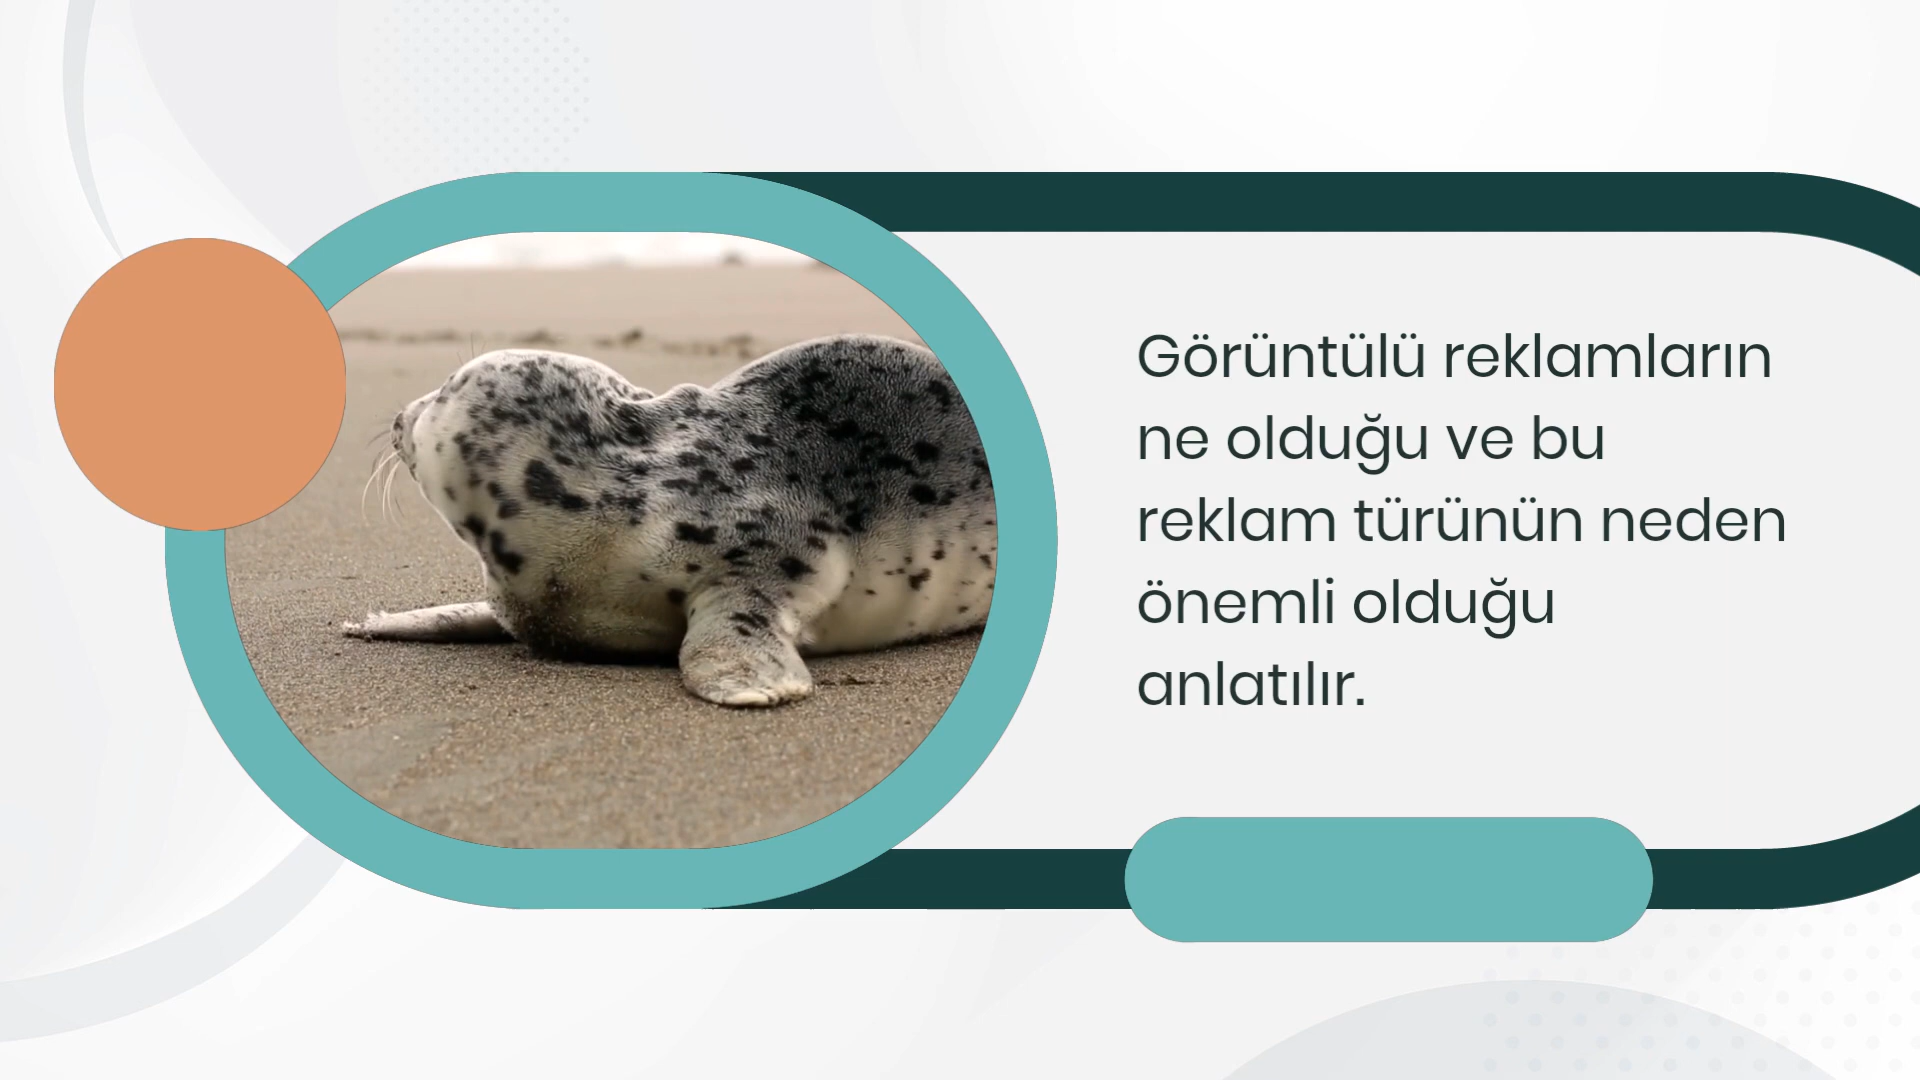 Görüntülü reklamların
ne olduğu ve bu
reklam türünün neden
önemli olduğu
anlatılır.